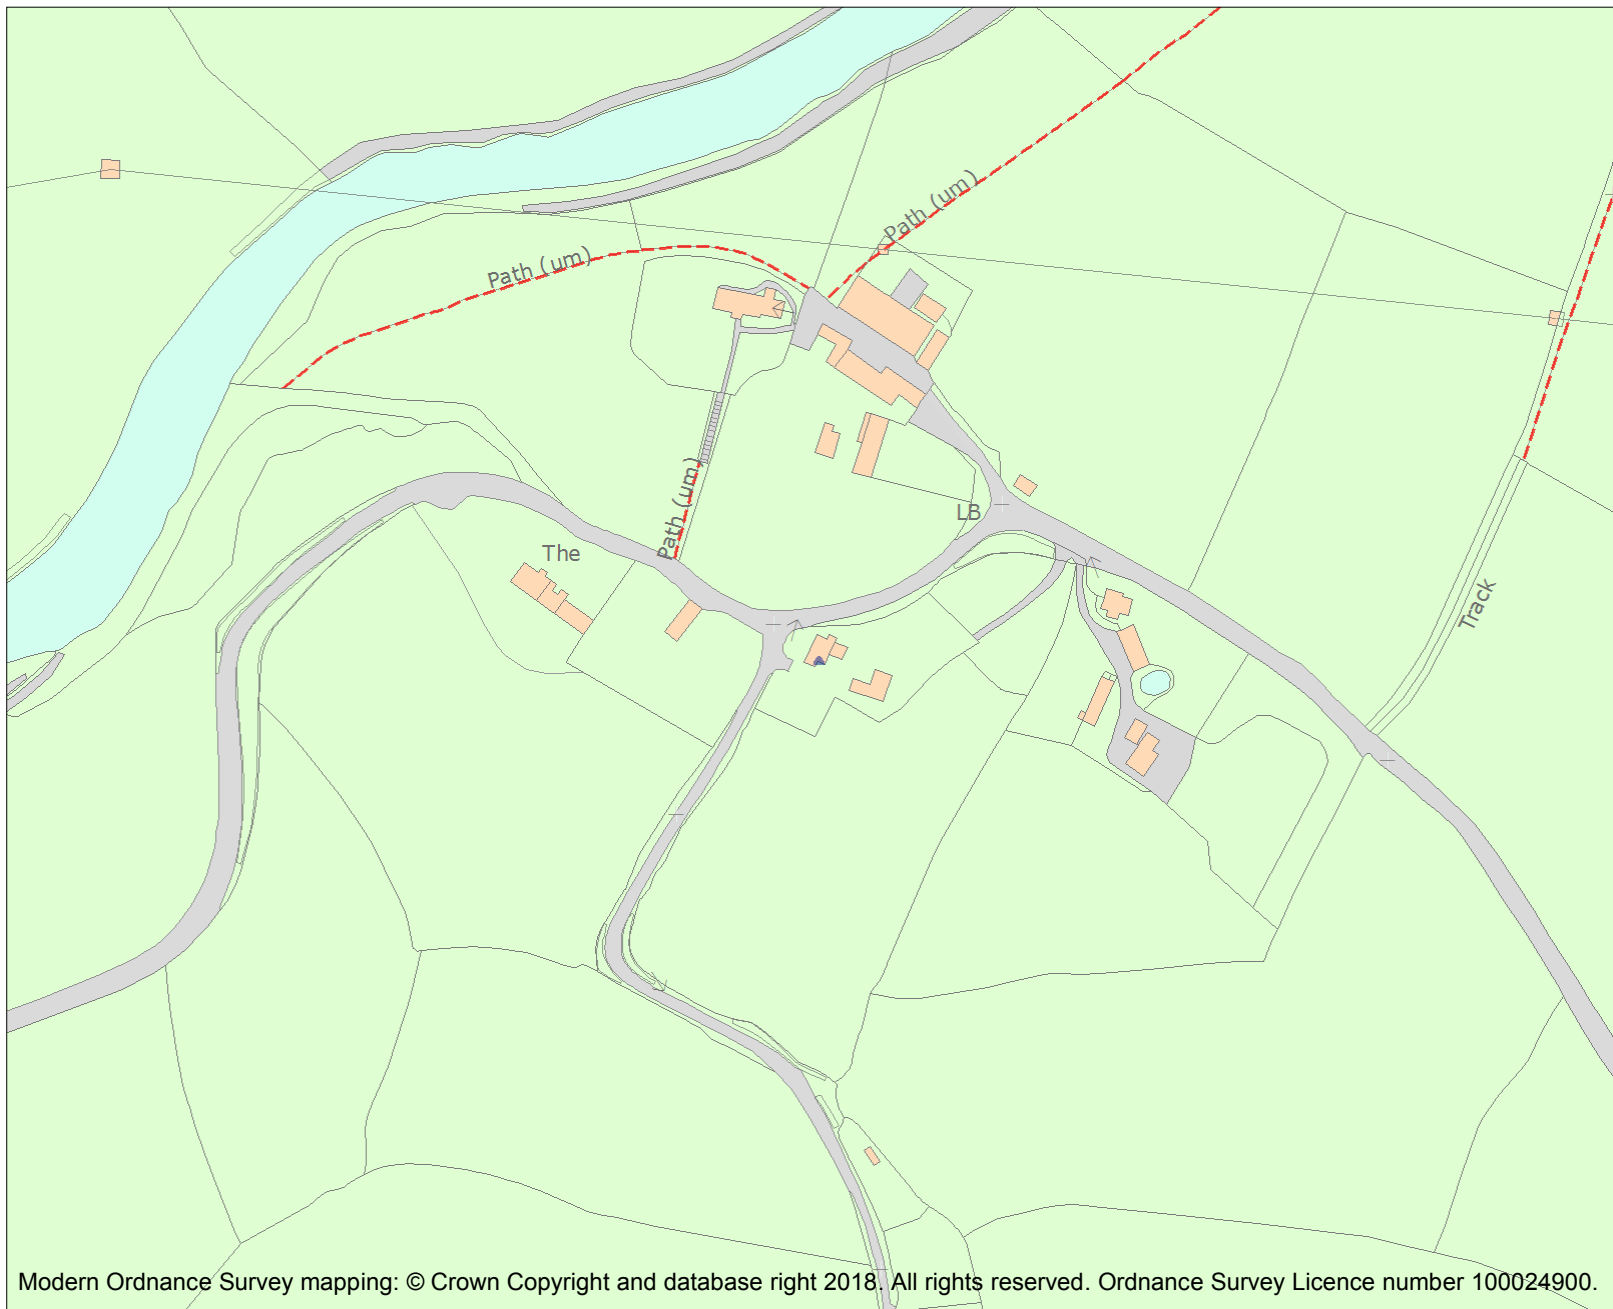 Path (um)
Path (um)
Path (um)
LB
The
Track
Modern Ordnance Survey mapping: © Crown Copyright and database right 2018. All rights reserved. Ordnance Survey Licence number 100024900.